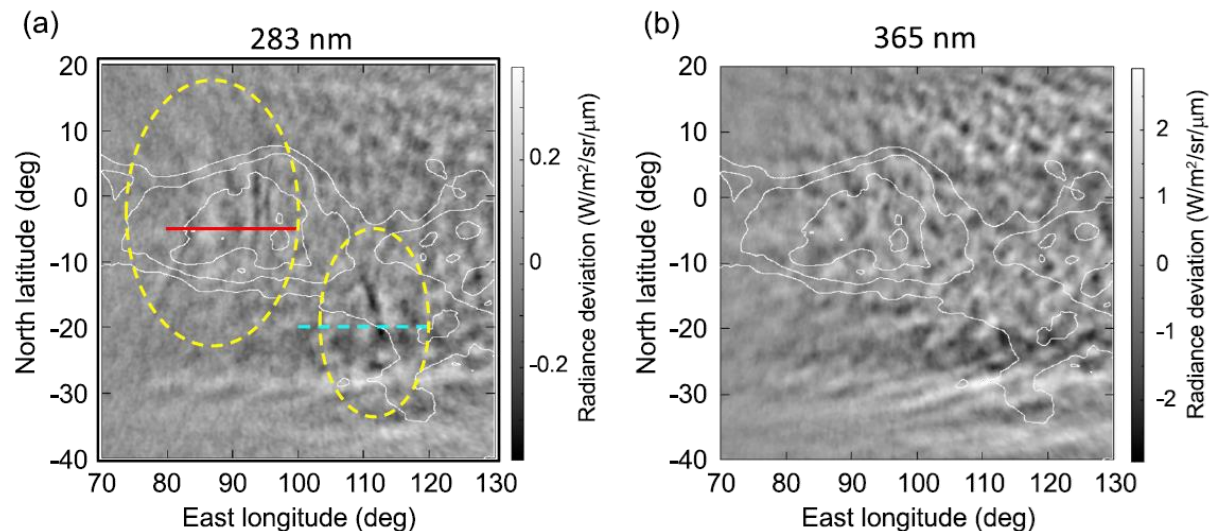 (a)
283 nm
20
10
0
-10
-20
-30
-40
70 80 90 100 110 120 130
East longitude (deg)
North latitude (deg)
0.2
0
-0.2
Radiance deviation (W/m²/sr/μm)
(b)
365 nm
20
10
0
-10
-20
-30
-40
70 80 90 100 110 120 130
East longitude (deg)
North latitude (deg)
2
1
0
-1
-2
Radiance deviation (W/m²/sr/μm)